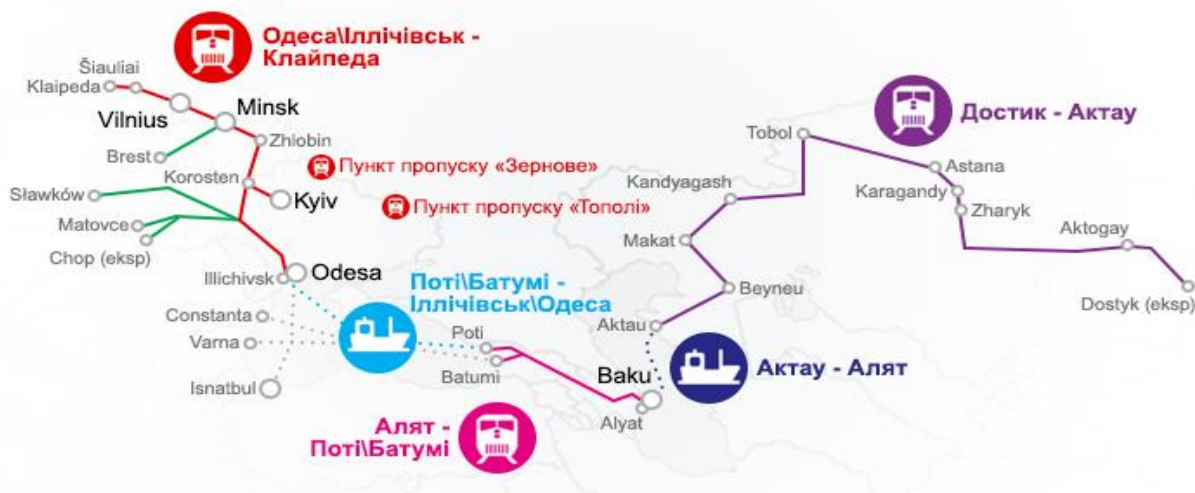 Одеса\Іллічівськ -
Клайпеда
Šiauliai
Klaipeda
Vilnius
Minsk
Brest
Zhlobin
Korosten
Пункт пропуску «Зернове»
Kyiv
Пункт пропуску «Тополі»
Sławków
Matovce
Chop (eksp)
Illichivsk
Odesa
Constanta
Varna
Isnatbul
Поті\Батумі -
Іллічівськ\Одеса
Poti
Batumi
Алят -
Поті\Батумі
Baku
Alyat
Актау - Алят
Aktau
Beyneu
Makat
Kandyagash
Tobol
Достик - Актау
Astana
Karagandy
Zharyk
Aktogay
Dostyk (eksp)